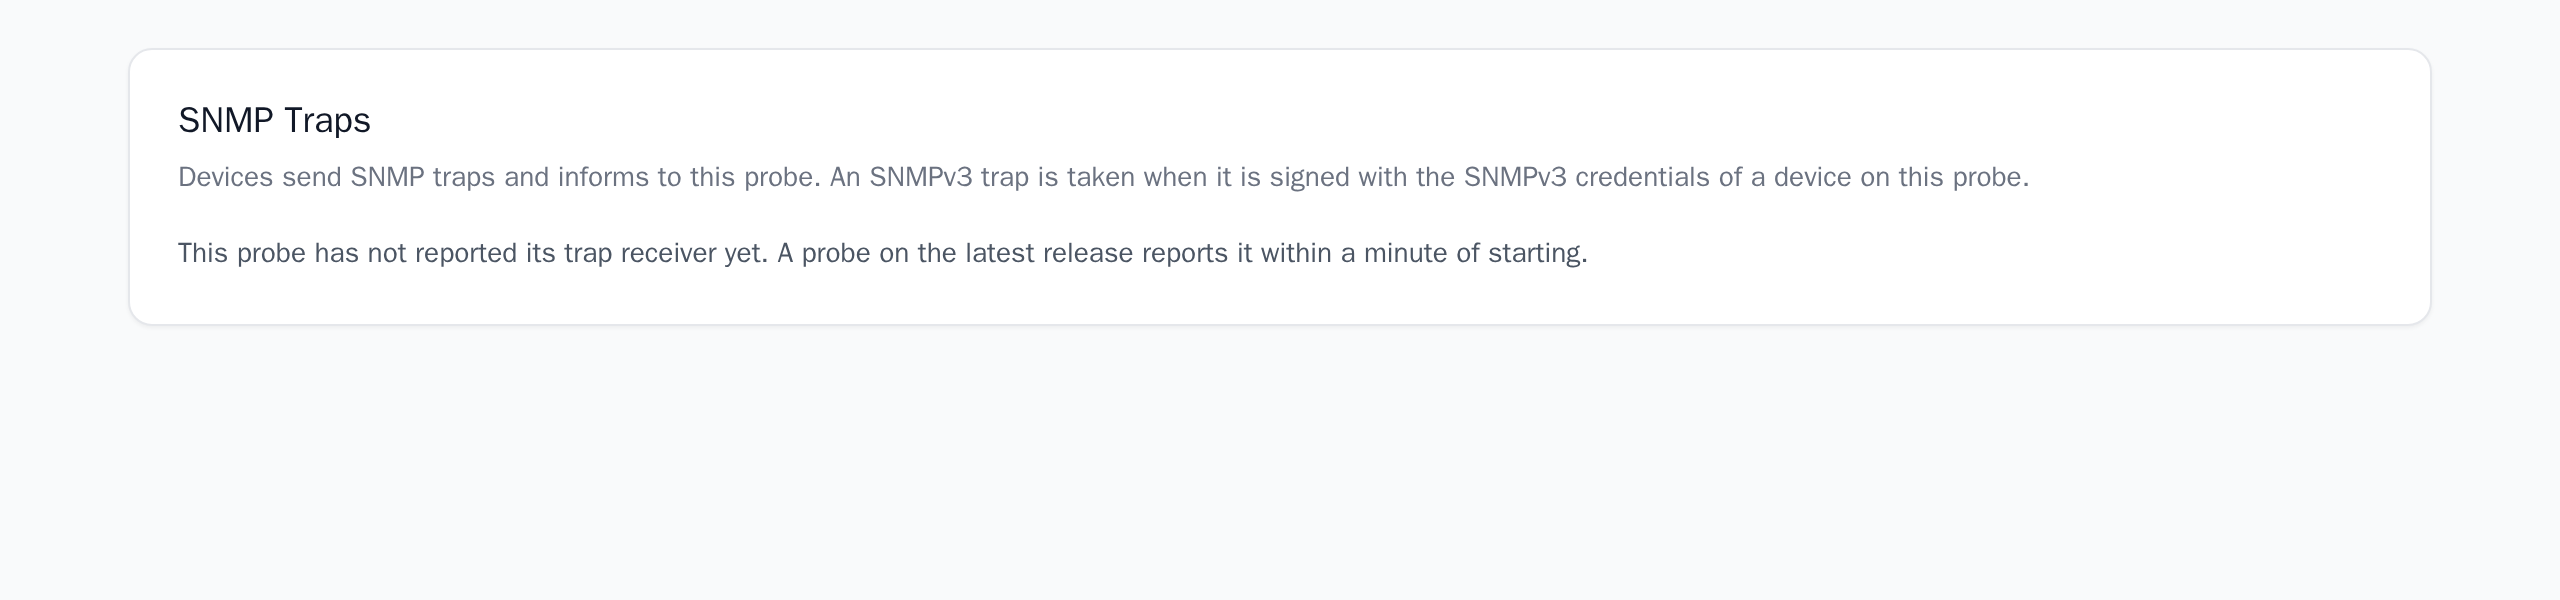 SNMP Traps
Devices send SNMP traps and informs to this probe. An SNMPv3 trap is taken when it is signed with the SNMPv3 credentials of a device on this probe.
This probe has not reported its trap receiver yet. A probe on the latest release reports it within a minute of starting.